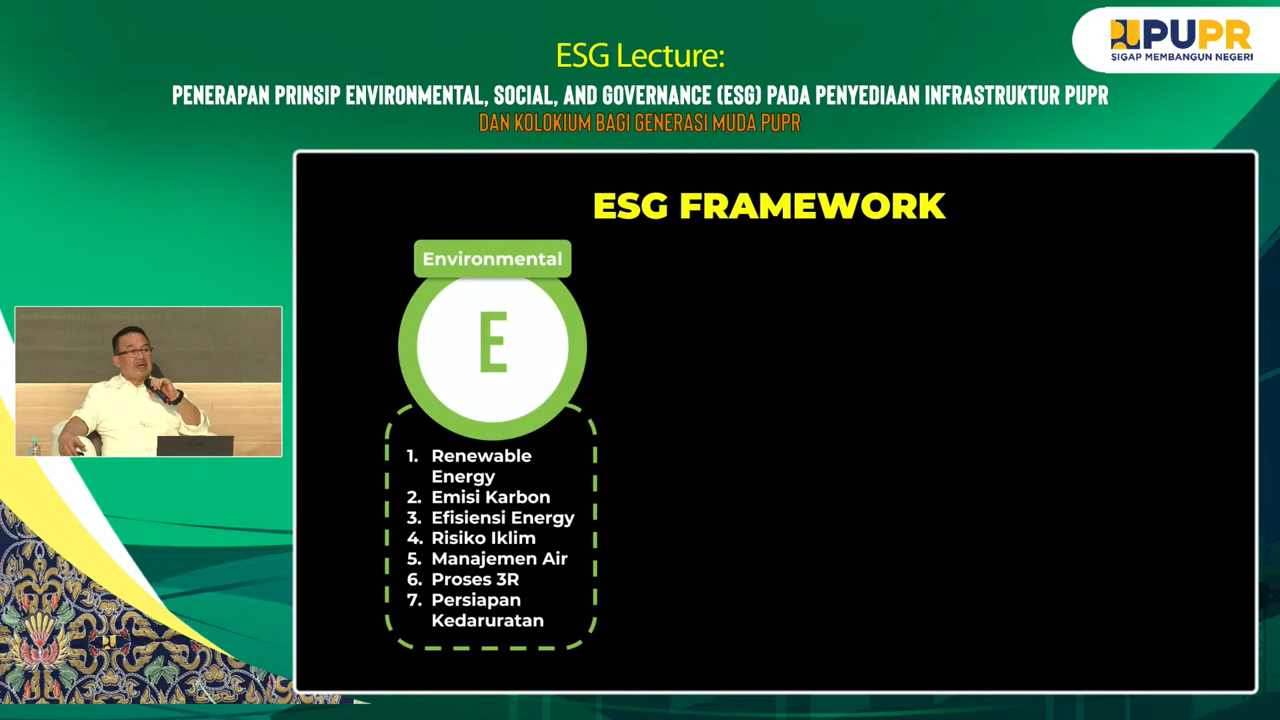 PUPR
SIGAP MEMBANGUN NEGERI
ESG Lecture:
PENERAPAN PRINSIP ENVIRONMENTAL, SOCIAL, AND GOVERNANCE (ESG) PADA PENYEDIAAN INFRASTRUKTUR PUPR
DAN KOLOKIUM BAGI GENERASI MUDA PUPR
ESG FRAMEWORK
Environmental
E
1. Renewable
Energy
2. Emisi Karbon
3. Efisiensi Energy
4. Risiko Iklim
5. Manajemen Air
6. Proses 3R
7. Persiapan
Kedaruratan